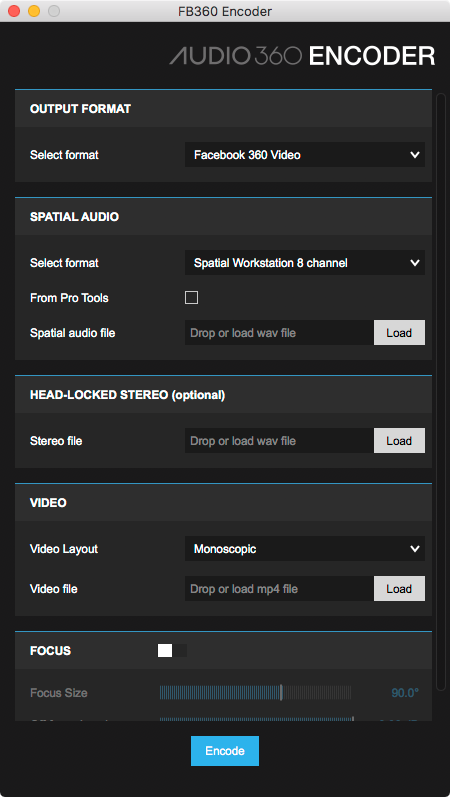 FB360 Encoder
AUDIO360 ENCODER
OUTPUT FORMAT
Select format Facebook 360 Video
SPATIAL AUDIO
Select format Spatial Workstation 8 channel
From Pro Tools
Spatial audio file Drop or load wav file Load
HEAD-LOCKED STEREO (optional)
Stereo file Drop or load wav file Load
VIDEO
Video Layout Monoscopic
Video file Drop or load mp4 file Load
FOCUS
Focus Size 90.0°
Encode